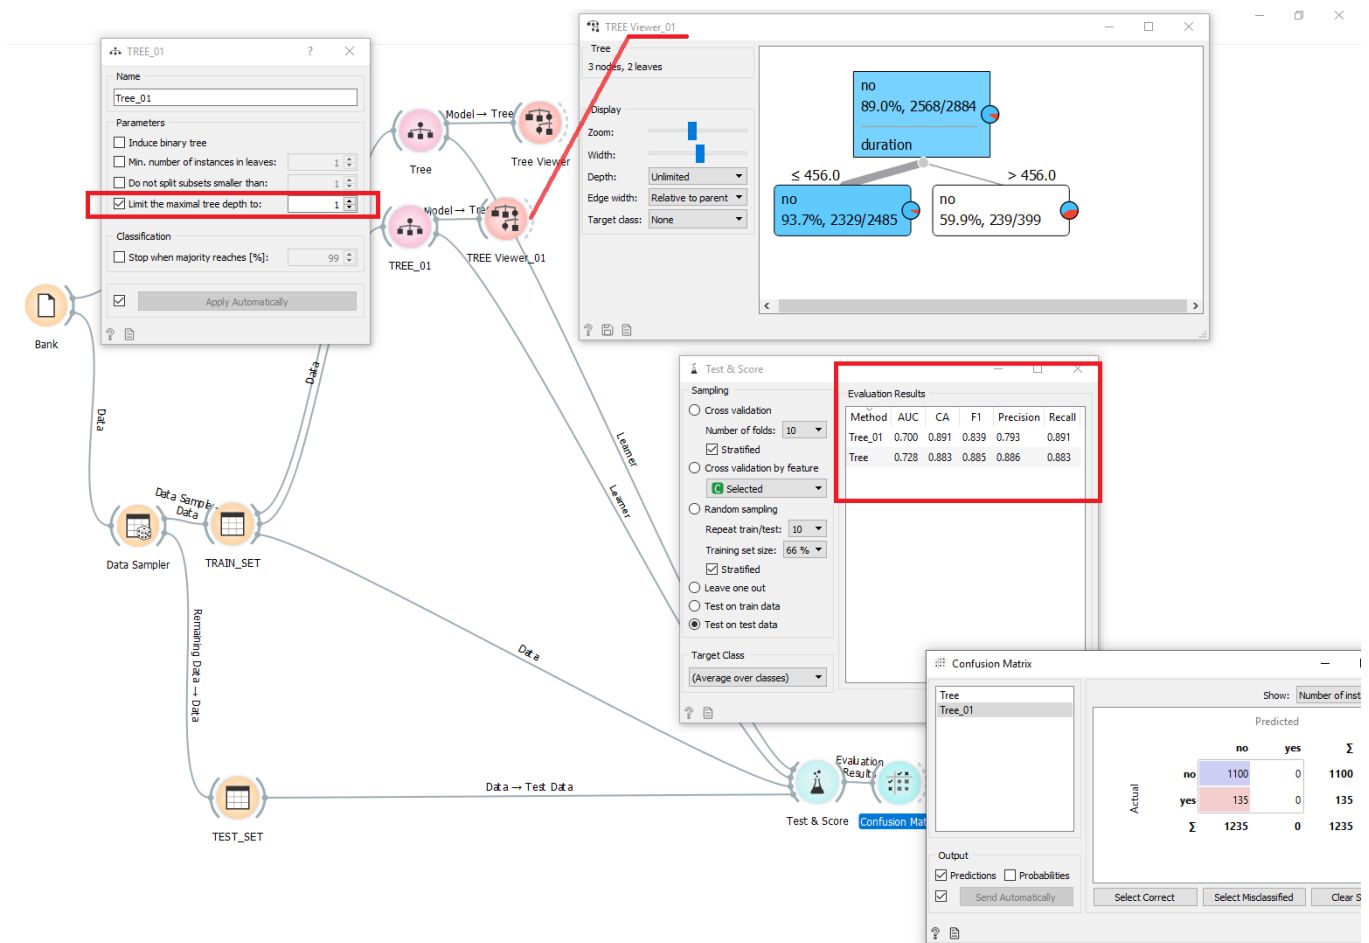 TREE_01
?
Name
Tree_01
Parameters
Induce binary tree
Min. number of instances in leaves: 1
Do not split subsets smaller than: 1
Limit the maximal tree depth to: 1
Classification
Stop when majority reaches [%]: 99
Apply Automatically
Bank
Data
Data Sampler
Data Sample → Data
TRAIN_SET
Data
Remaining Data → Data
TEST_SET
Data
Data → Test Data
Model → Tree
Tree
Tree Viewer
Model → Tree
TREE_01
TREE Viewer_01
Learner
Learner
Test & Score
Evaluation
Results
Confusion Mat
TREE Viewer_01
Tree
3 nodes, 2 leaves
Display
Zoom:
Width:
Depth: Unlimited
Edge width: Relative to parent
Target class: None
no
89.0%, 2568/2884
duration
≤ 456.0
> 456.0
no
93.7%, 2329/2485
no
59.9%, 239/399
Test & Score
Sampling
Cross validation
Number of folds: 10
Stratified
Cross validation by feature
C Selected
Random sampling
Repeat train/test: 10
Training set size: 66 %
Stratified
Leave one out
Test on train data
Test on test data
Target Class
(Average over classes)
Evaluation Results
Method AUC CA F1 Precision Recall
Tree_01 0.700 0.891 0.839 0.793 0.891
Tree 0.728 0.883 0.885 0.886 0.883
Confusion Matrix
Tree
Tree_01
Output
Predictions Probabilities
Send Automatically
Show: Number of inst
Predicted
no yes Σ
Actual
no 1100 0 1100
yes 135 0 135
Σ 1235 0 1235
Select Correct
Select Misclassified
Clear S